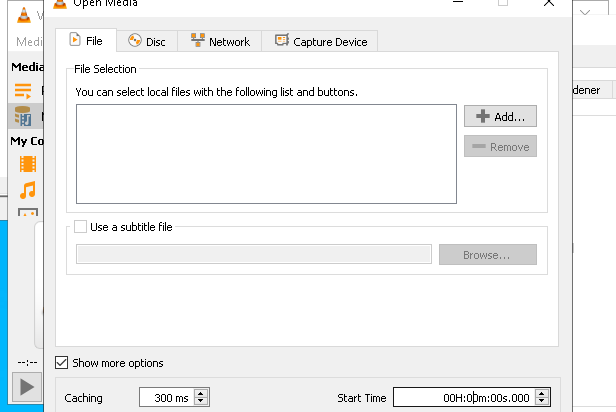 Open Media
Medi
File
Disc
Network
Capture Device
Media
File Selection
You can select local files with the following list and buttons.
dener
Add...
Remove
My Co
Use a subtitle file
Browse...
--:--
Show more options
Caching
300 ms
Start Time
00H:00m:00s.000